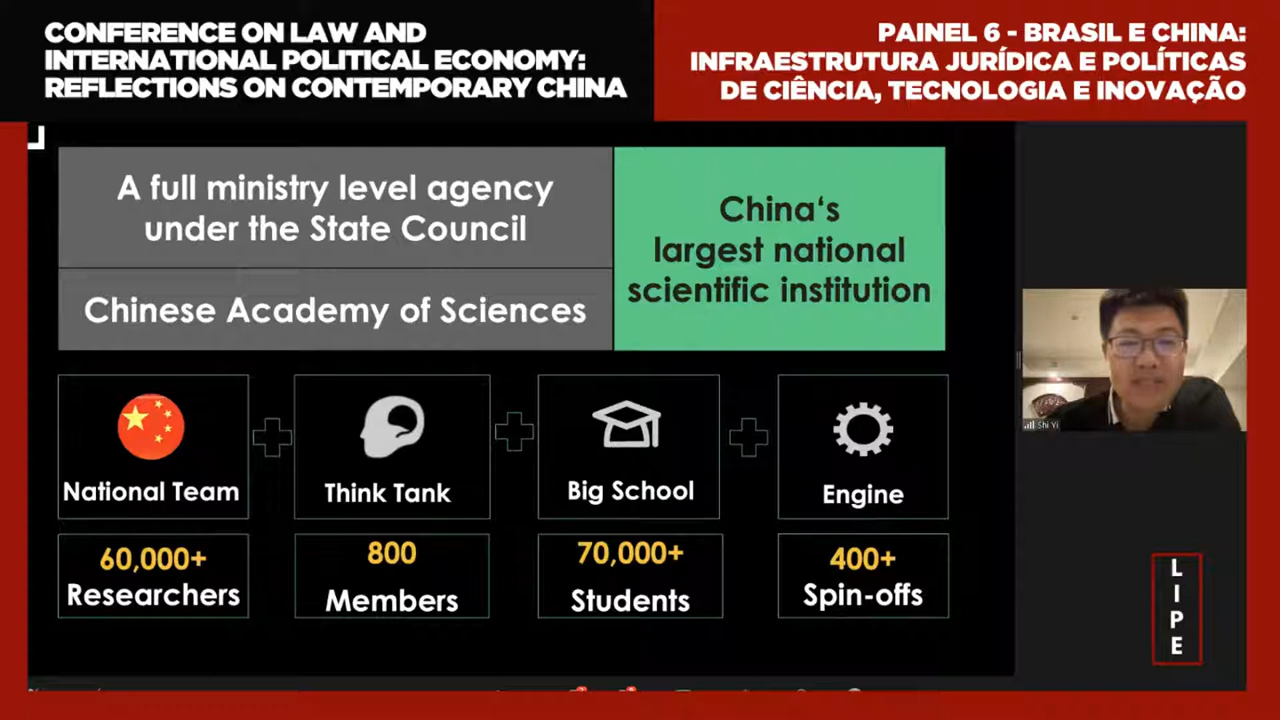 CONFERENCE ON LAW AND
INTERNATIONAL POLITICAL ECONOMY:
REFLECTIONS ON CONTEMPORARY CHINA
PAINEL 6 - BRASIL E CHINA:
INFRAESTRUTURA JURÍDICA E POLÍTICAS
DE CIÊNCIA, TECNOLOGIA E INOVAÇÃO
A full ministry level agency
under the State Council
Chinese Academy of Sciences
China‘s
largest national
scientific institution
National Team
Think Tank
Big School
Engine
60,000+
Researchers
800
Members
70,000+
Students
400+
Spin-offs
Shi Yi
L
I
P
E